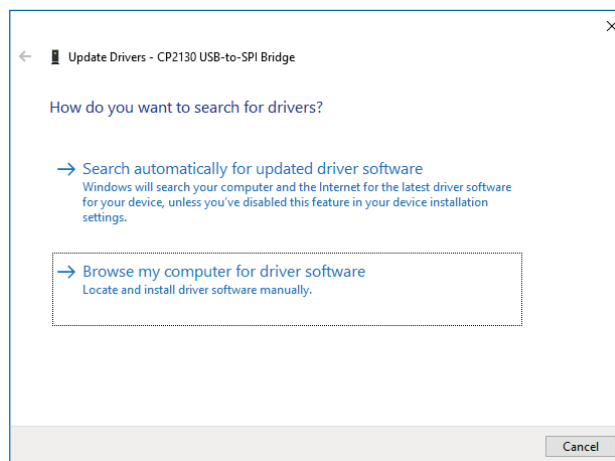 Update Drivers - CP2130 USB-to-SPI Bridge
How do you want to search for drivers?
Search automatically for updated driver software
Windows will search your computer and the Internet for the latest driver software
for your device, unless you've disabled this feature in your device installation
settings.
Browse my computer for driver software
Locate and install driver software manually.
Cancel